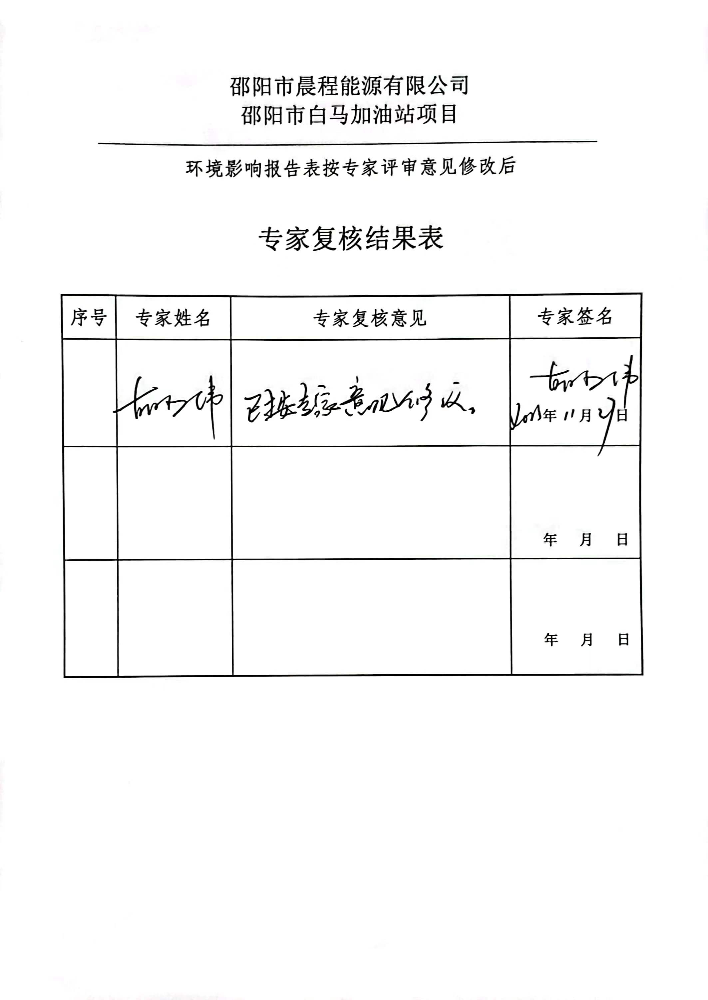 邵阳市晨程能源有限公司
邵阳市白马加油站项目
环境影响报告表按专家评审意见修改后
专家复核结果表
序号 专家姓名 专家复核意见 专家签名
已按专家意见修改。
年 11 月 日
年 月 日
年 月 日